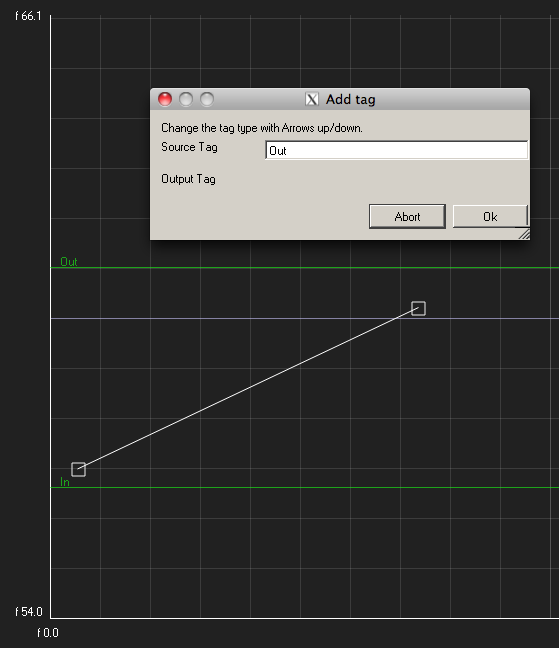 f 66.1
Add tag
Change the tag type with Arrows up/down.
Source Tag
Out
Output Tag
Abort
Ok
Out
In
f 54.0
f 0.0